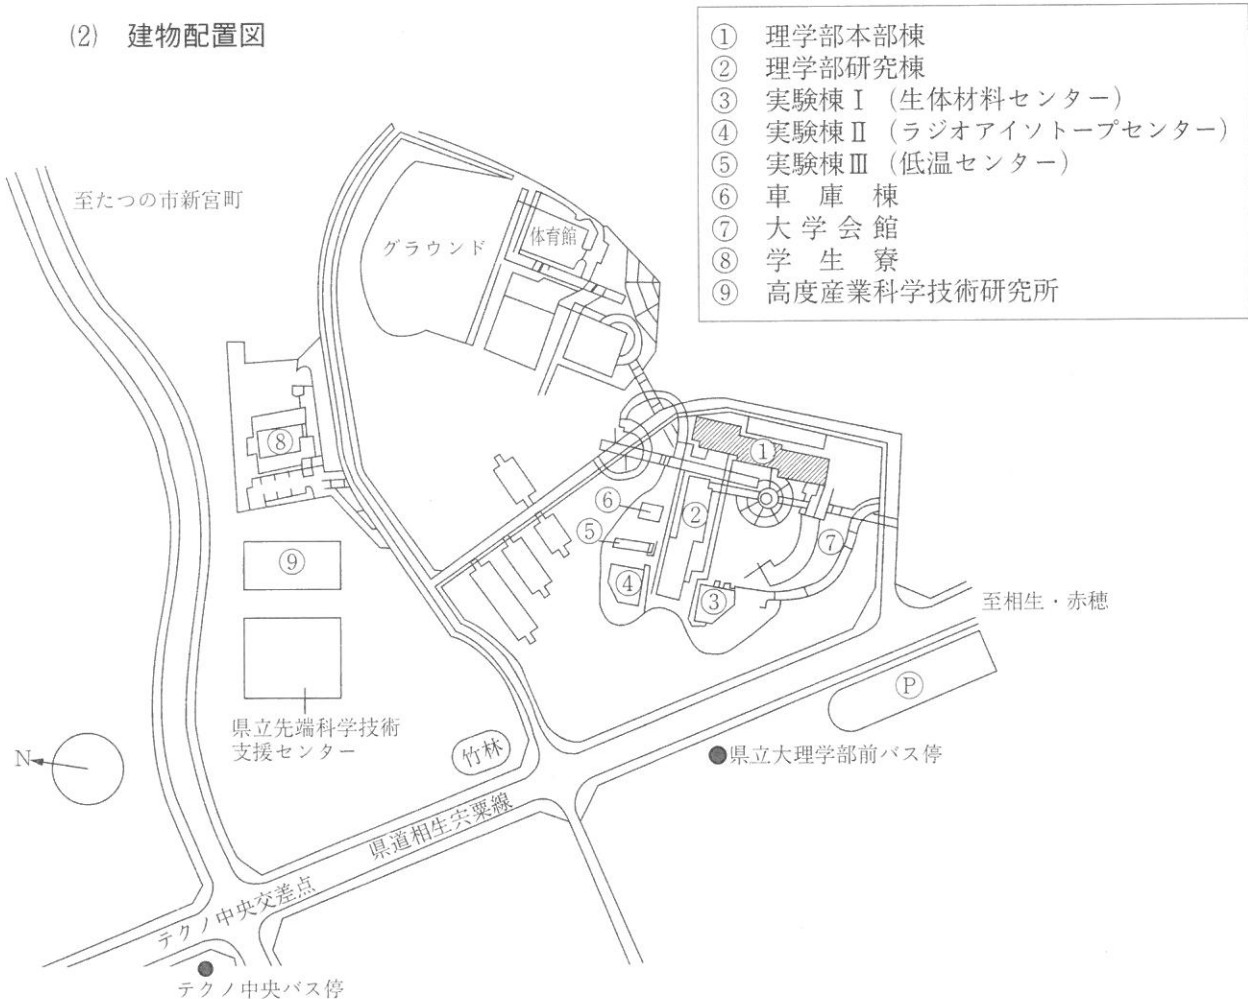 (2) 建物配置図
① 理学部本部棟
② 理学部研究棟
③ 実験棟Ⅰ（生体材料センター）
④ 実験棟Ⅱ（ラジオアイソトープセンター）
⑤ 実験棟Ⅲ（低温センター）
⑥ 車庫棟
⑦ 大学会館
⑧ 学生寮
⑨ 高度産業科学技術研究所
至たつの市新宮町
グラウンド
体育館
⑧
①
⑥
②
⑤
⑦
⑨
④
③
至相生・赤穂
Ⓟ
県立先端科学技術
支援センター
竹林
N
●県立大理学部前バス停
県道相生宍粟線
テクノ中央交差点
テクノ中央バス停